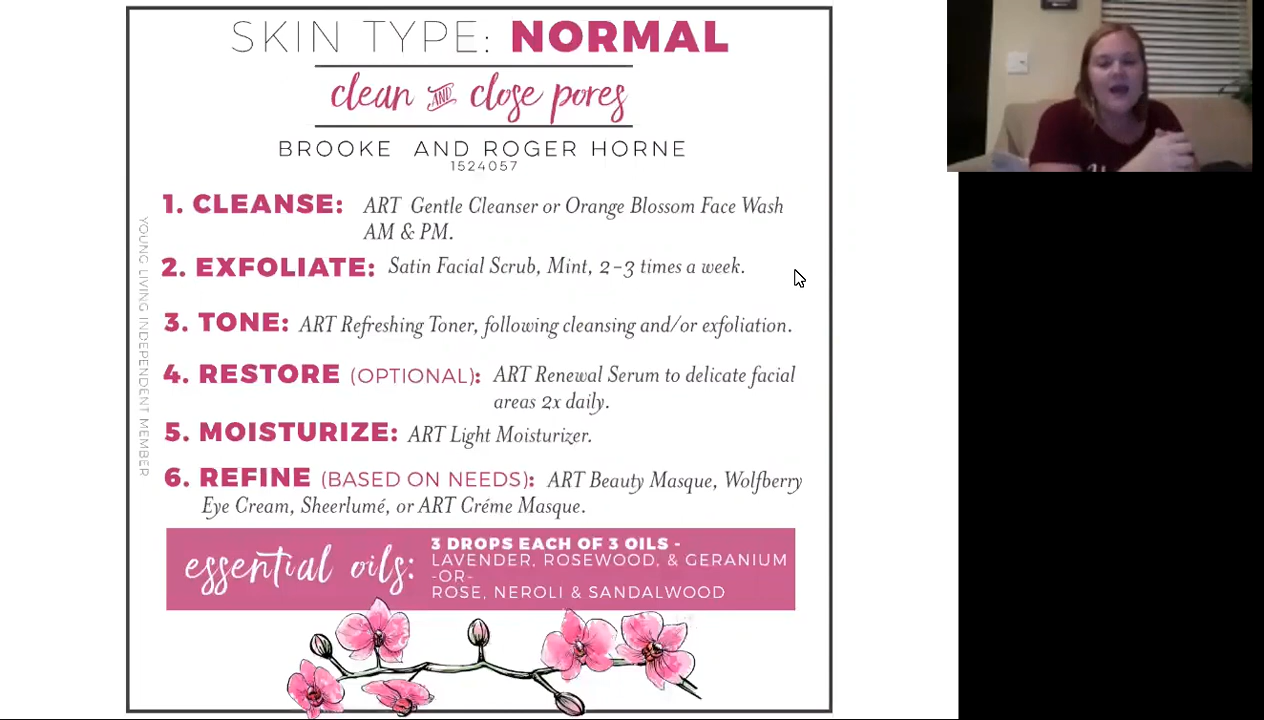 SKIN TYPE: NORMAL
clean AND close pores
BROOKE AND ROGER HORNE
1524057
YOUNG LIVING INDEPENDENT MEMBER
1. CLEANSE: ART Gentle Cleanser or Orange Blossom Face Wash
AM & PM.
2. EXFOLIATE: Satin Facial Scrub, Mint, 2-3 times a week.
3. TONE: ART Refreshing Toner, following cleansing and/or exfoliation.
4. RESTORE (OPTIONAL): ART Renewal Serum to delicate facial
areas 2x daily.
5. MOISTURIZE: ART Light Moisturizer.
6. REFINE (BASED ON NEEDS): ART Beauty Masque, Wolfberry
Eye Cream, Sheerlumé, or ART Créme Masque.
essential oils:
3 DROPS EACH OF 3 OILS -
LAVENDER, ROSEWOOD, & GERANIUM
-OR-
ROSE, NEROLI & SANDALWOOD